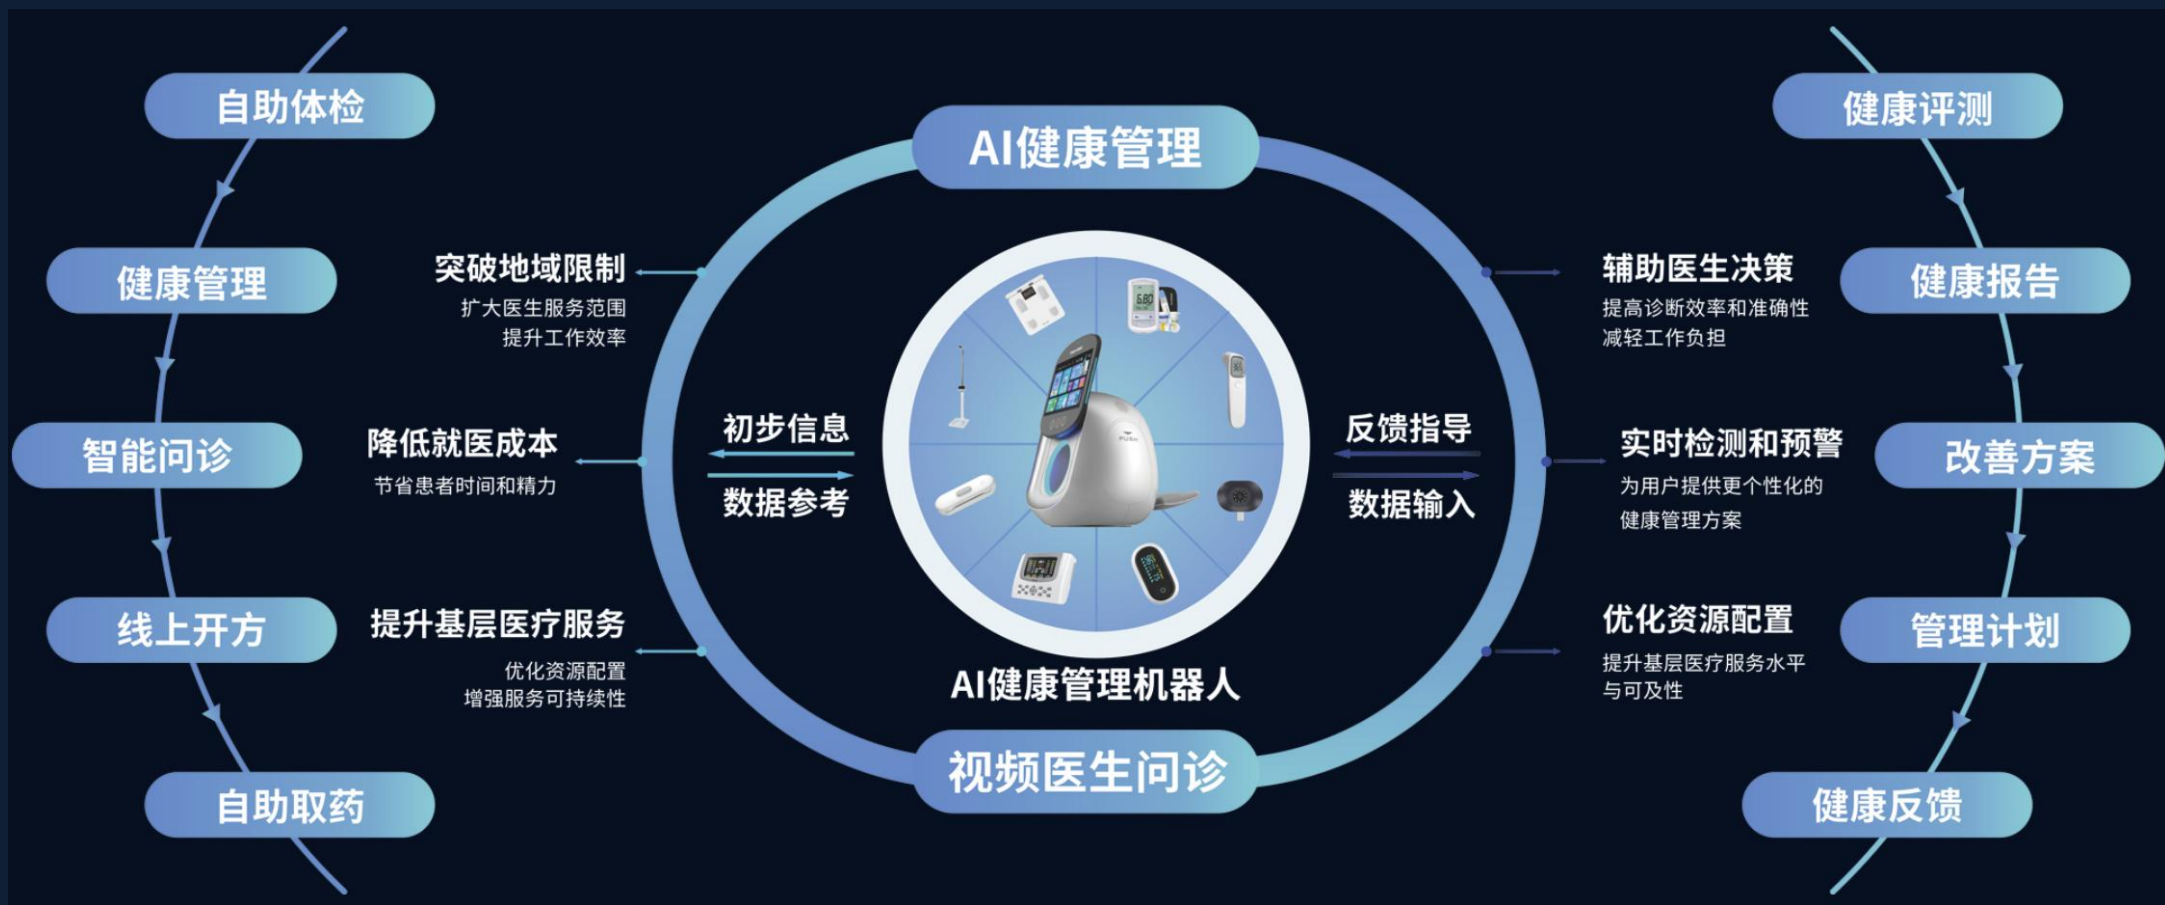 自助体检
健康管理
智能问诊
线上开方
自助取药
突破地域限制
扩大医生服务范围
提升工作效率
降低就医成本
节省患者时间和精力
提升基层医疗服务
优化资源配置
增强服务可持续性
AI健康管理
初步信息
数据参考
6.80
PUSH
反馈指导
数据输入
AI健康管理机器人
视频医生问诊
辅助医生决策
提高诊断效率和准确性
减轻工作负担
实时检测和预警
为用户提供更个性化的
健康管理方案
优化资源配置
提升基层医疗服务水平
与可及性
健康评测
健康报告
改善方案
管理计划
健康反馈